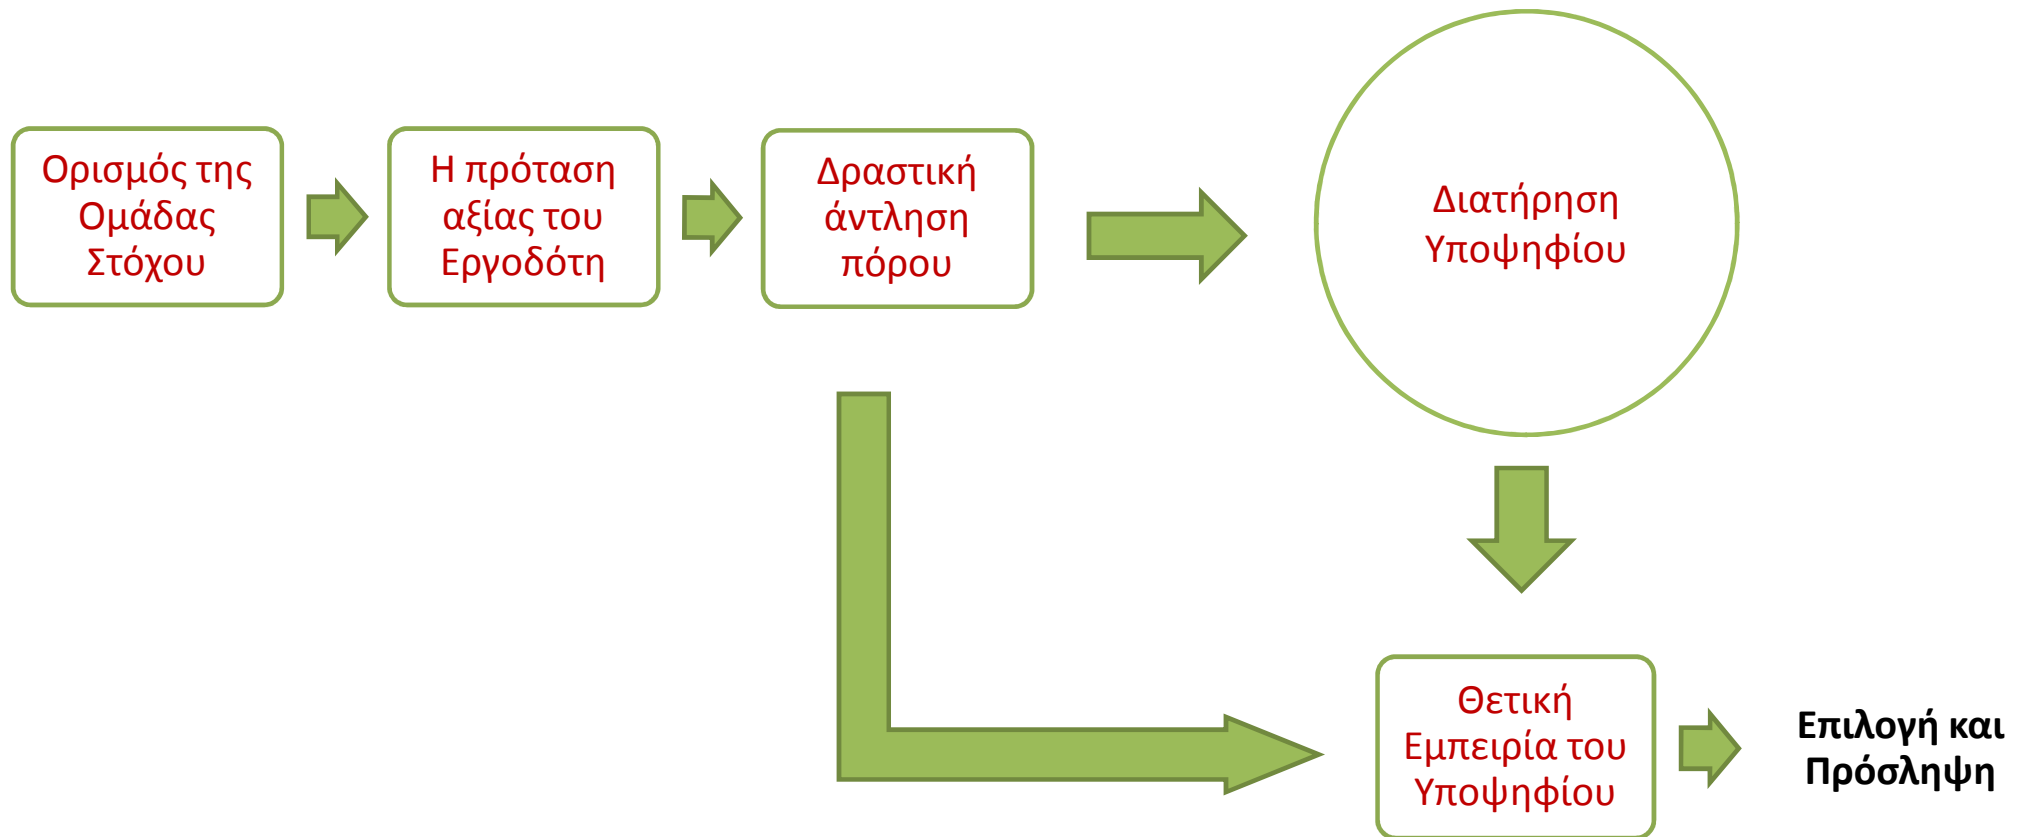 Ορισμός της
Ομάδας
Στόχου
Η πρόταση
αξίας του
Εργοδότη
Δραστική
άντληση
πόρου
Διατήρηση
Υποψηφίου
Θετική
Εμπειρία του
Υποψηφίου
Επιλογή και
Πρόσληψη